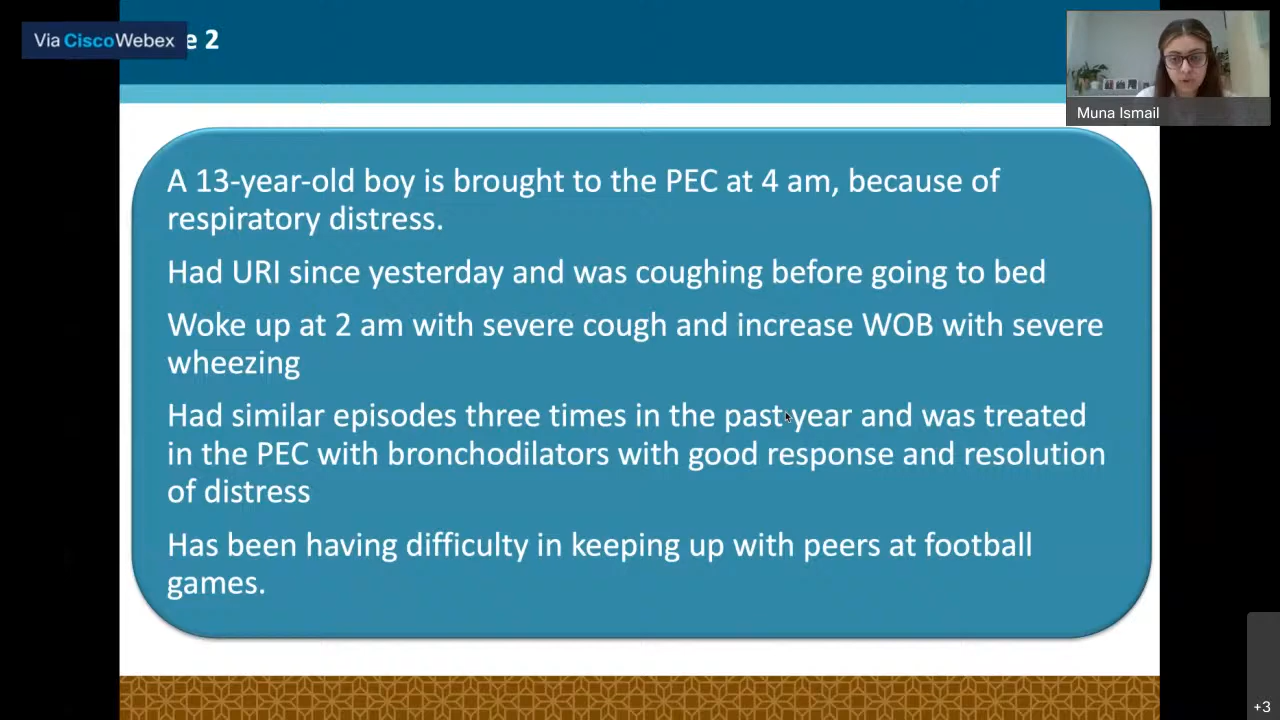 Via CiscoWebex
e 2
Muna Ismail
A 13-year-old boy is brought to the PEC at 4 am, because of
respiratory distress.
Had URI since yesterday and was coughing before going to bed
Woke up at 2 am with severe cough and increase WOB with severe
wheezing
Had similar episodes three times in the past year and was treated
in the PEC with bronchodilators with good response and resolution
of distress
Has been having difficulty in keeping up with peers at football
games.
+3